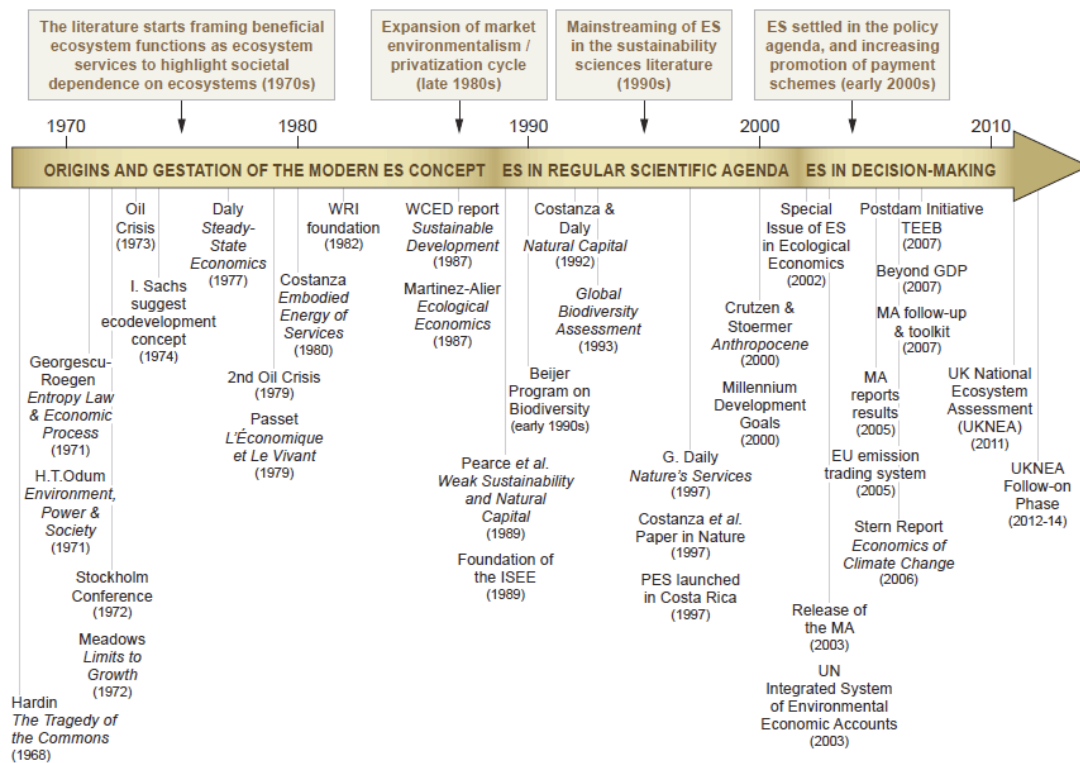 The literature starts framing beneficial
ecosystem functions as ecosystem
services to highlight societal
dependence on ecosystems (1970s)
Expansion of market
environmentalism /
privatization cycle
(late 1980s)
Mainstreaming of ES
in the sustainability
sciences literature
(1990s)
ES settled in the policy
agenda, and increasing
promotion of payment
schemes (early 2000s)
1970
1980
1990
2000
2010
ORIGINS AND GESTATION OF THE MODERN ES CONCEPT
ES IN REGULAR SCIENTIFIC AGENDA
ES IN DECISION-MAKING
Oil
Crisis
(1973)
I. Sachs
suggest
ecodevelopment
concept
(1974)
Georgescu-
Roegen
Entropy Law
& Economic
Process
(1971)
H.T.Odum
Environment,
Power &
Society
(1971)
Stockholm
Conference
(1972)
Meadows
Limits to
Growth
(1972)
Hardin
The Tragedy of
the Commons
(1968)
Daly
Steady-
State
Economics
(1977)
WRI
foundation
(1982)
Costanza
Embodied
Energy of
Services
(1980)
2nd Oil Crisis
(1979)
Passet
L'Économique
et Le Vivant
(1979)
WCED report
Sustainable
Development
(1987)
Martinez-Alier
Ecological
Economics
(1987)
Costanza &
Daly
Natural Capital
(1992)
Global
Biodiversity
Assessment
(1993)
Beijer
Program on
Biodiversity
(early 1990s)
Pearce et al.
Weak Sustainability
and Natural
Capital
(1989)
Foundation of
the ISEE
(1989)
Special
Issue of ES
in Ecological
Economics
(2002)
Crutzen &
Stoermer
Anthropocene
(2000)
Millennium
Development
Goals
(2000)
G. Daily
Nature's Services
(1997)
Costanza et al.
Paper in Nature
(1997)
PES launched
in Costa Rica
(1997)
Postdam Initiative
TEEB
(2007)
Beyond GDP
(2007)
MA follow-up
& toolkit
(2007)
MA
reports
results
(2005)
EU emission
trading system
(2005)
Stern Report
Economics of
Climate Change
(2006)
Release of
the MA
(2003)
UN
Integrated System
of Environmental
Economic Accounts
(2003)
UK National
Ecosystem
Assessment
(UKNEA)
(2011)
UKNEA
Follow-on
Phase
(2012-14)